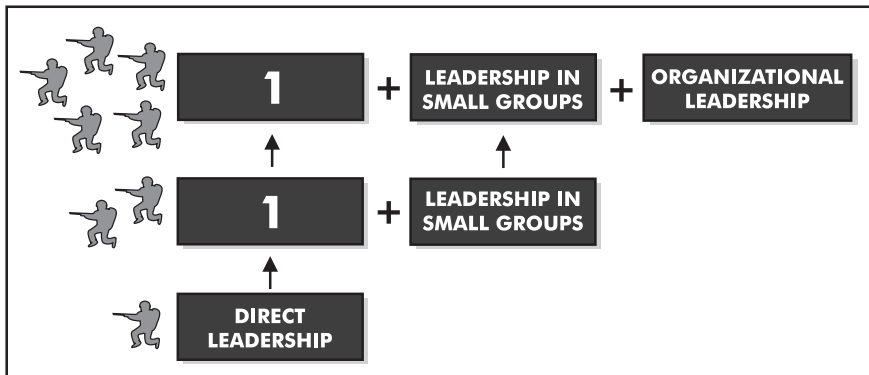 1
+
LEADERSHIP IN
SMALL GROUPS
+
ORGANIZATIONAL
LEADERSHIP
1
+
LEADERSHIP IN
SMALL GROUPS
DIRECT
LEADERSHIP